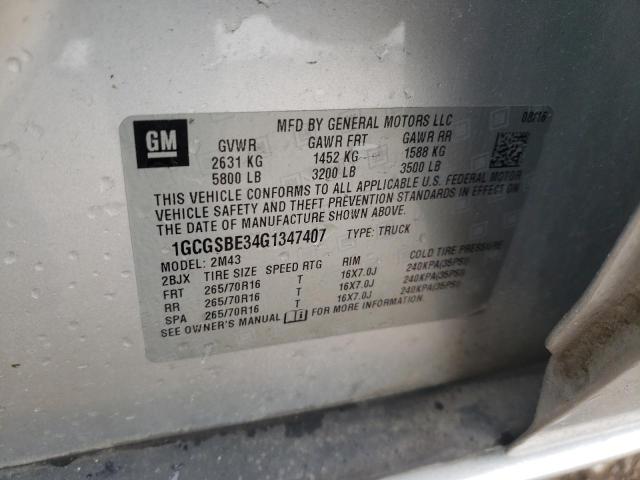 GM
MFD BY GENERAL MOTORS LLC 08/16
GVWR GAWR FRT GAWR RR
2631 KG 1452 KG 1588 KG
5800 LB 3200 LB 3500 LB
THIS VEHICLE CONFORMS TO ALL APPLICABLE U.S. FEDERAL MOTOR
VEHICLE SAFETY AND THEFT PREVENTION STANDARDS IN EFFECT ON
THE DATE OF MANUFACTURE SHOWN ABOVE.
1GCGSBE34G1347407 TYPE: TRUCK
MODEL: 2M43
2BJX TIRE SIZE SPEED RTG RIM COLD TIRE PRESSURE
FRT 265/70R16 T 16X7.0J 240KPA(35PSI)
RR 265/70R16 T 16X7.0J 240KPA(35PSI)
SPA 265/70R16 T 16X7.0J 240KPA(35PSI)
SEE OWNER'S MANUAL FOR MORE INFORMATION.